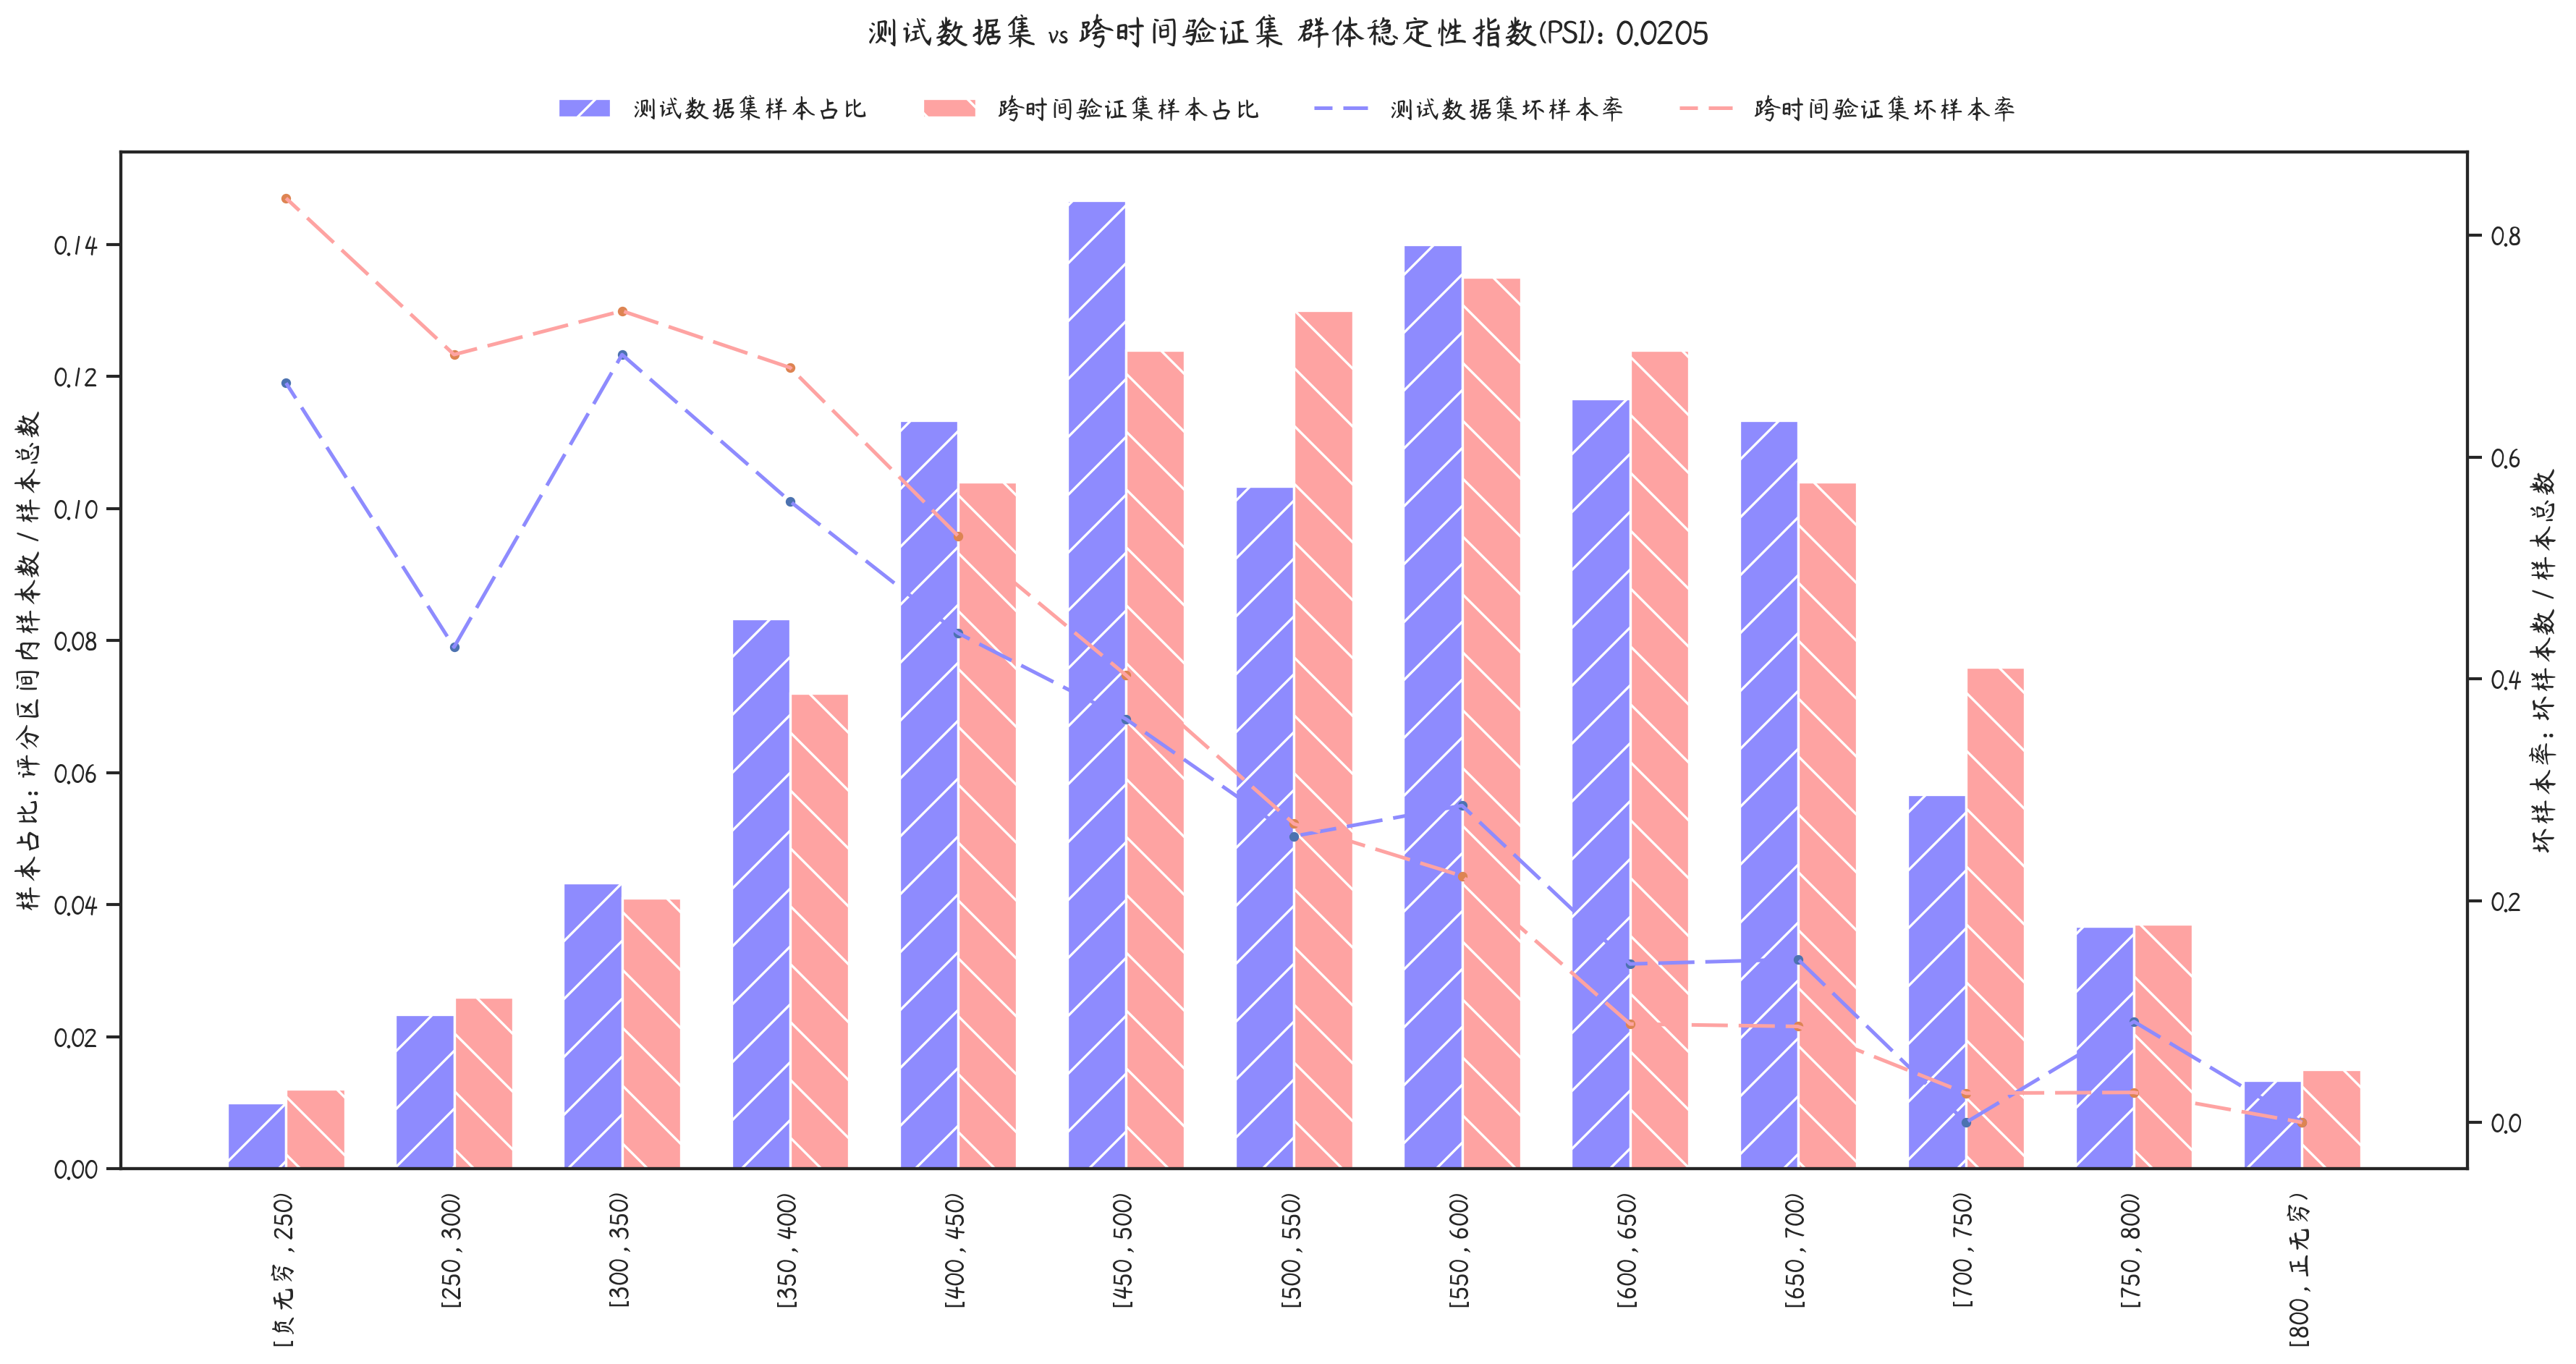 测试数据集 vs 跨时间验证集 群体稳定性指数(PSI): 0.0205
测试数据集样本占比 跨时间验证集样本占比 测试数据集坏样本率 跨时间验证集坏样本率
样本占比：评分区间内样本数 / 样本总数
0.14
0.12
0.10
0.08
0.06
0.04
0.02
0.00
0.8
0.6
0.4
0.2
0.0
坏样本率：坏样本数 / 样本总数
[负无穷 , 250)
[250 , 300)
[300 , 350)
[350 , 400)
[400 , 450)
[450 , 500)
[500 , 550)
[550 , 600)
[600 , 650)
[650 , 700)
[700 , 750)
[750 , 800)
[800 , 正无穷)